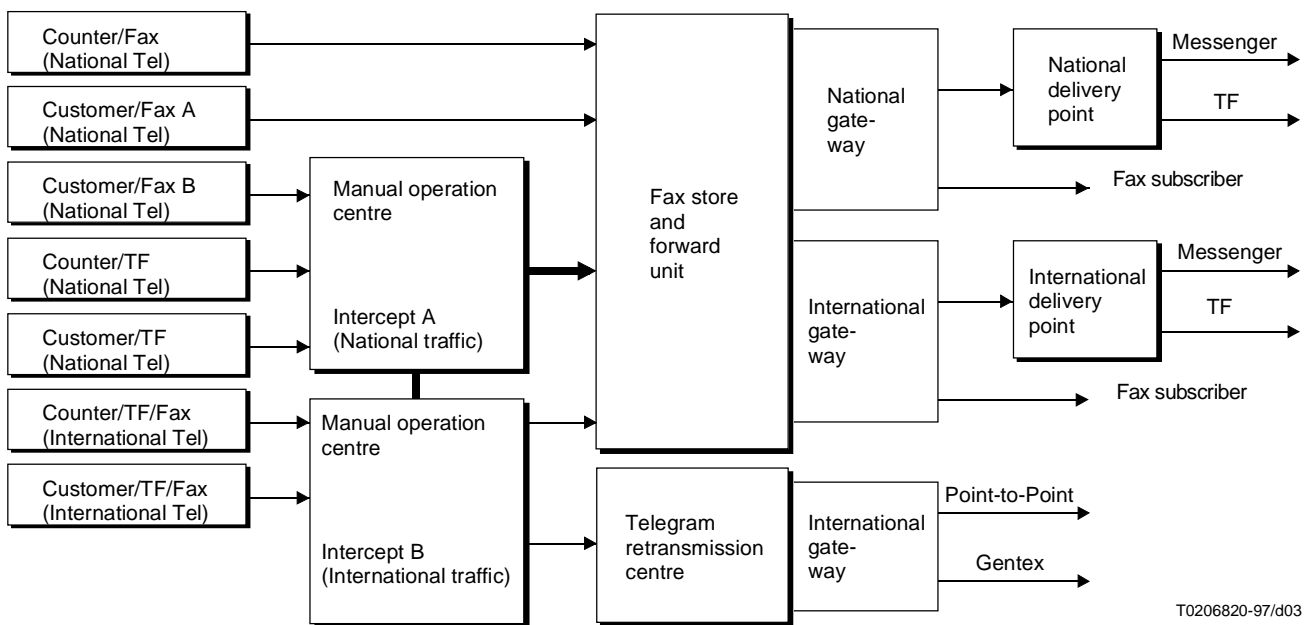 Counter/Fax
(National Tel)
Customer/Fax A
(National Tel)
Customer/Fax B
(National Tel)
Counter/TF
(National Tel)
Customer/TF
(National Tel)
Counter/TF/Fax
(International Tel)
Customer/TF/Fax
(International Tel)
Manual operation
centre
Intercept A
(National traffic)
Manual operation
centre
Intercept B
(International traffic)
Fax store
and
forward
unit
Telegram
retransmission
centre
National
gate-
way
International
gate-
way
International
gate-
way
National
delivery
point
Messenger
TF
Fax subscriber
International
delivery
point
Messenger
TF
Fax subscriber
Point-to-Point
Gentex
T0206820-97/d03